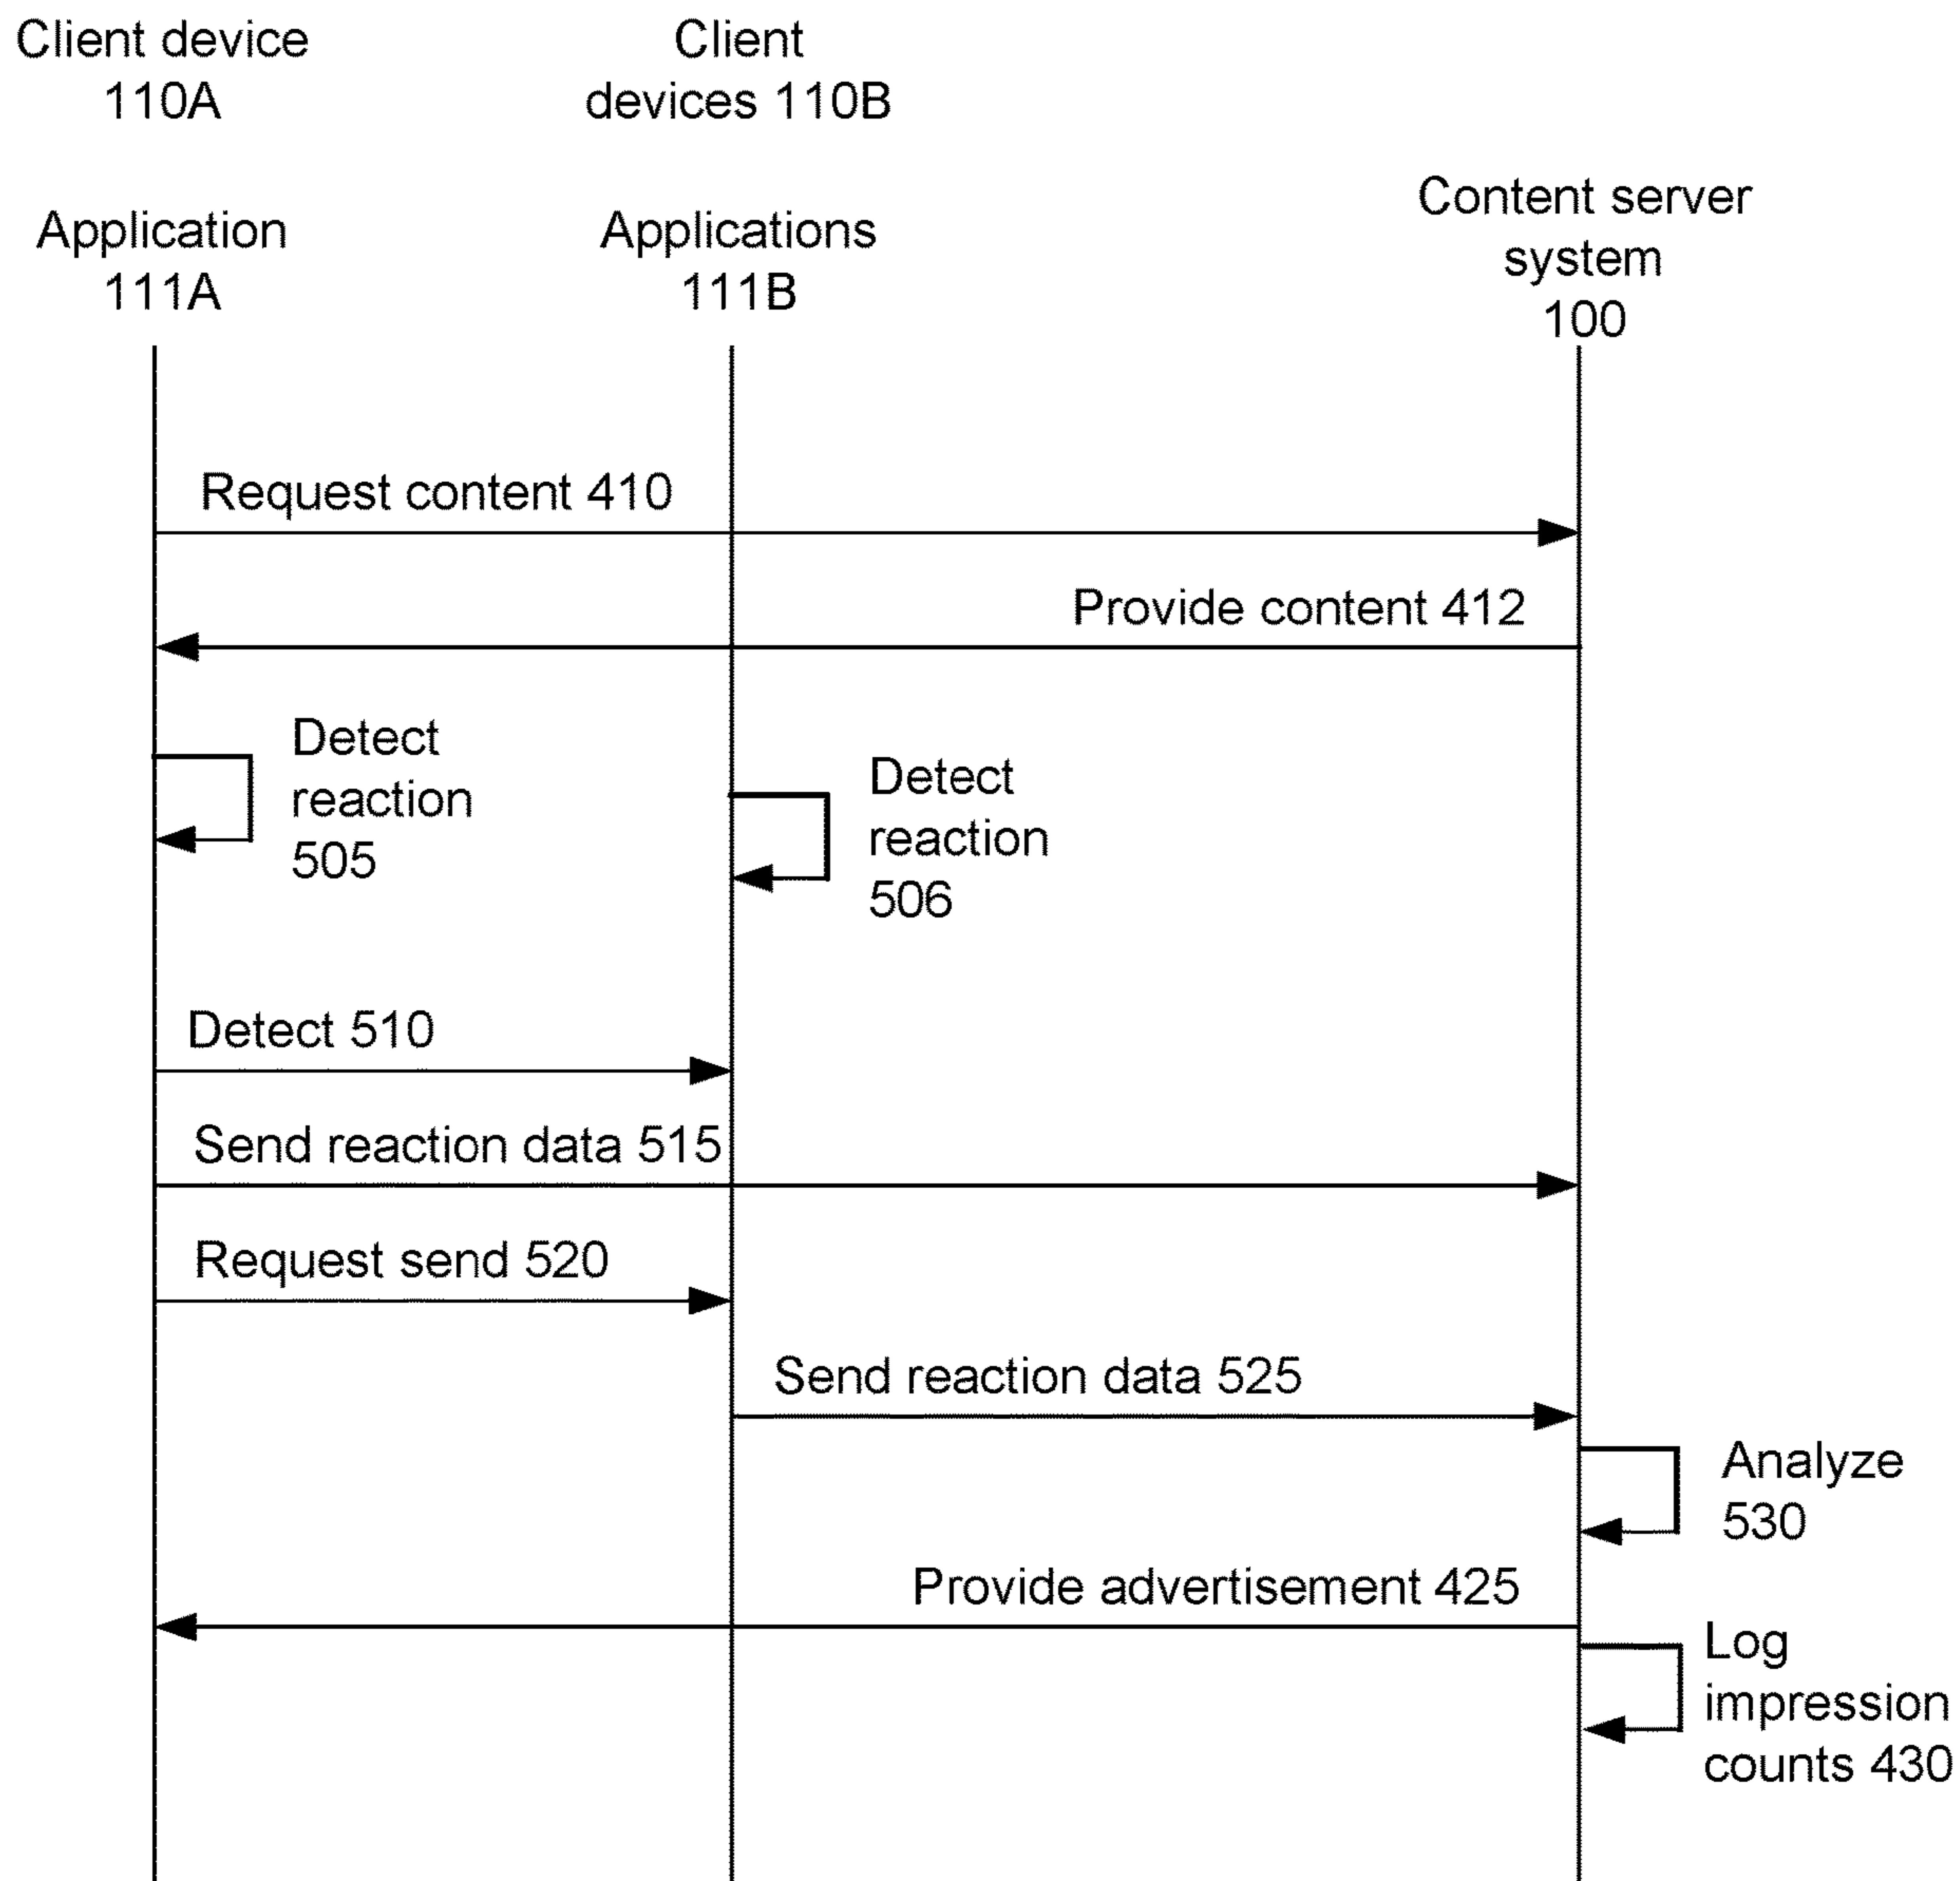 Client device
110A
Client
devices 110B
Application
111A
Applications
111B
Content server
system
100
Request content 410
Provide content 412
Detect
reaction
505
Detect
reaction
506
Detect 510
Send reaction data 515
Request send 520
Send reaction data 525
Analyze
530
Provide advertisement 425
Log
impression
counts 430